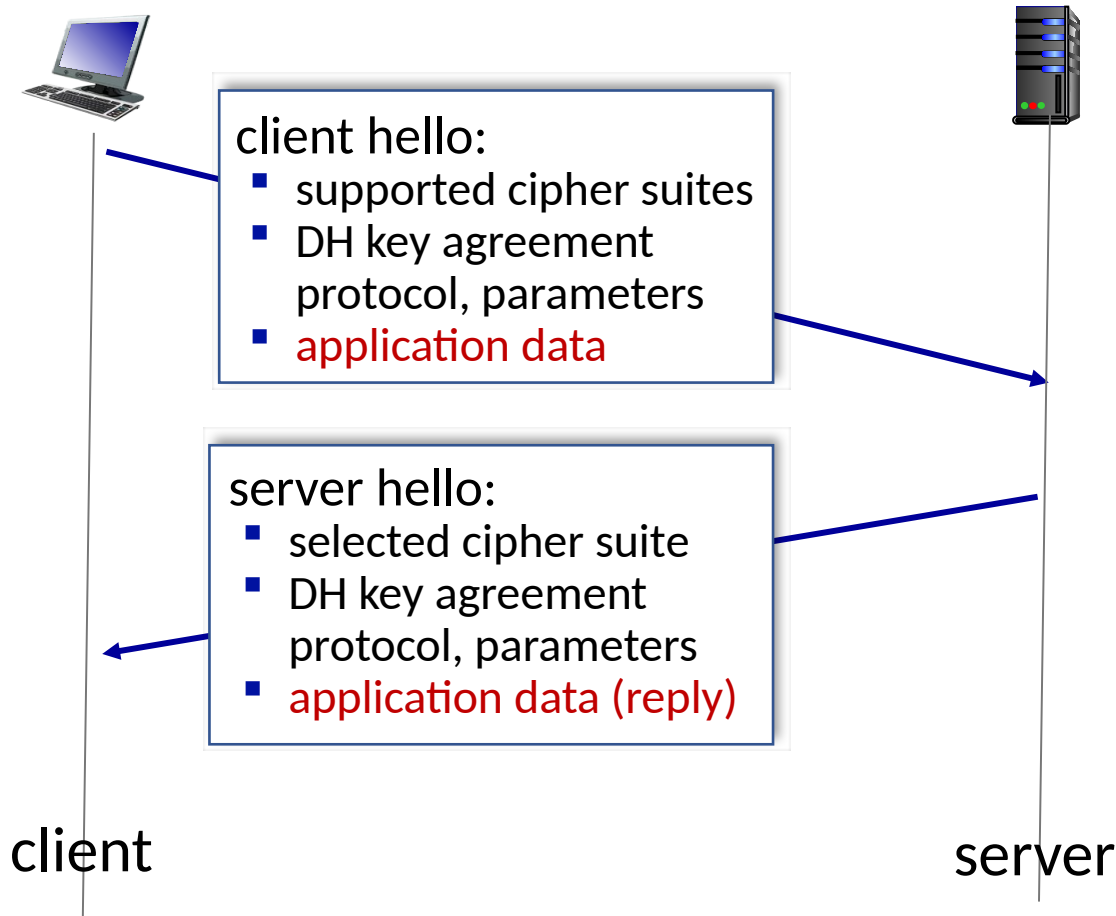 client hello:
supported cipher suites
DH key agreement
protocol, parameters
application data
server hello:
selected cipher suite
DH key agreement
protocol, parameters
application data (reply)
client
server